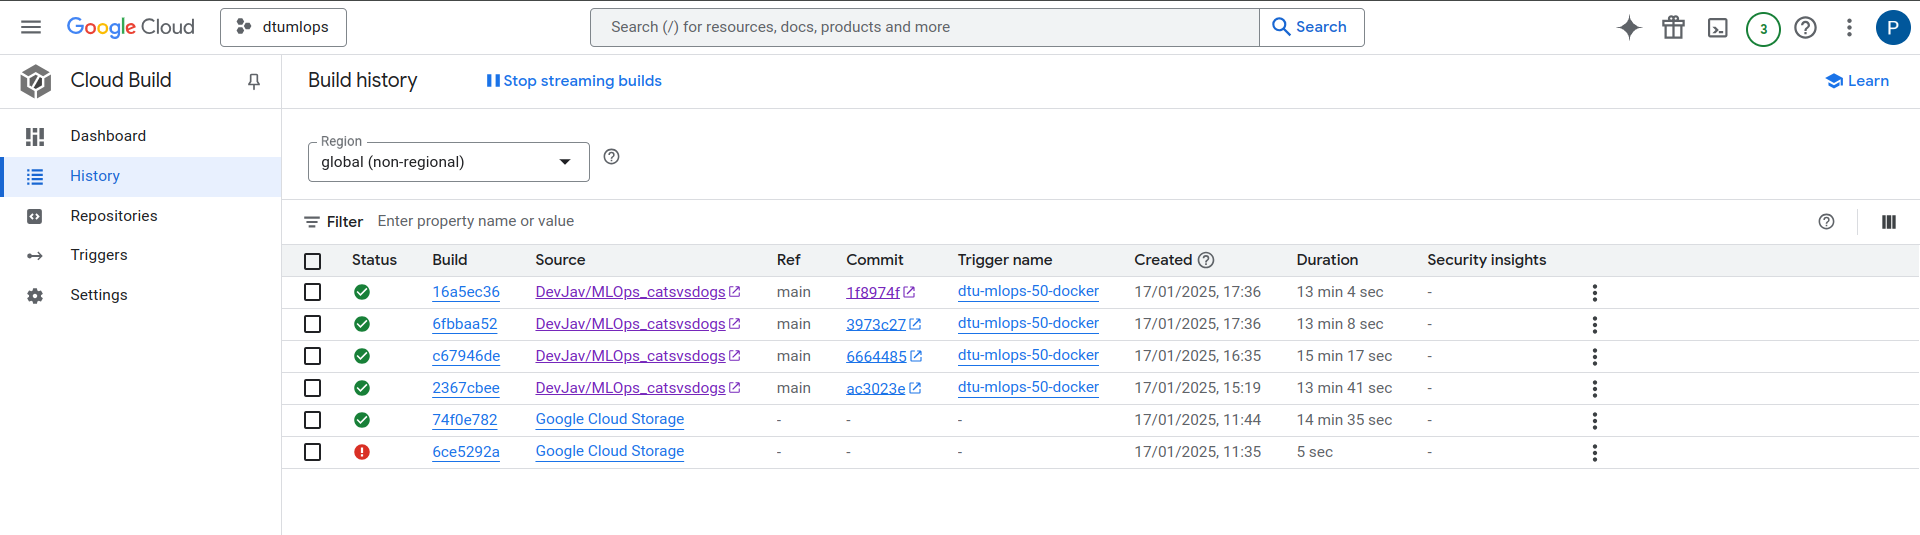 Google Cloud dtumlops Search (/) for resources, docs, products and more Search 3 P
Cloud Build Build history Stop streaming builds Learn
Dashboard
History
Repositories
Triggers
Settings
Region
global (non-regional)
Filter Enter property name or value
Status Build Source Ref Commit Trigger name Created Duration Security insights
16a5ec36 DevJav/MLOps_catsvsdogs main 1f8974f dtu-mlops-50-docker 17/01/2025, 17:36 13 min 4 sec -
6fbbaa52 DevJav/MLOps_catsvsdogs main 3973c27 dtu-mlops-50-docker 17/01/2025, 17:36 13 min 8 sec -
c67946de DevJav/MLOps_catsvsdogs main 6664485 dtu-mlops-50-docker 17/01/2025, 16:35 15 min 17 sec -
2367cbee DevJav/MLOps_catsvsdogs main ac3023e dtu-mlops-50-docker 17/01/2025, 15:19 13 min 41 sec -
74f0e782 Google Cloud Storage - - - 17/01/2025, 11:44 14 min 35 sec -
6ce5292a Google Cloud Storage - - - 17/01/2025, 11:35 5 sec -